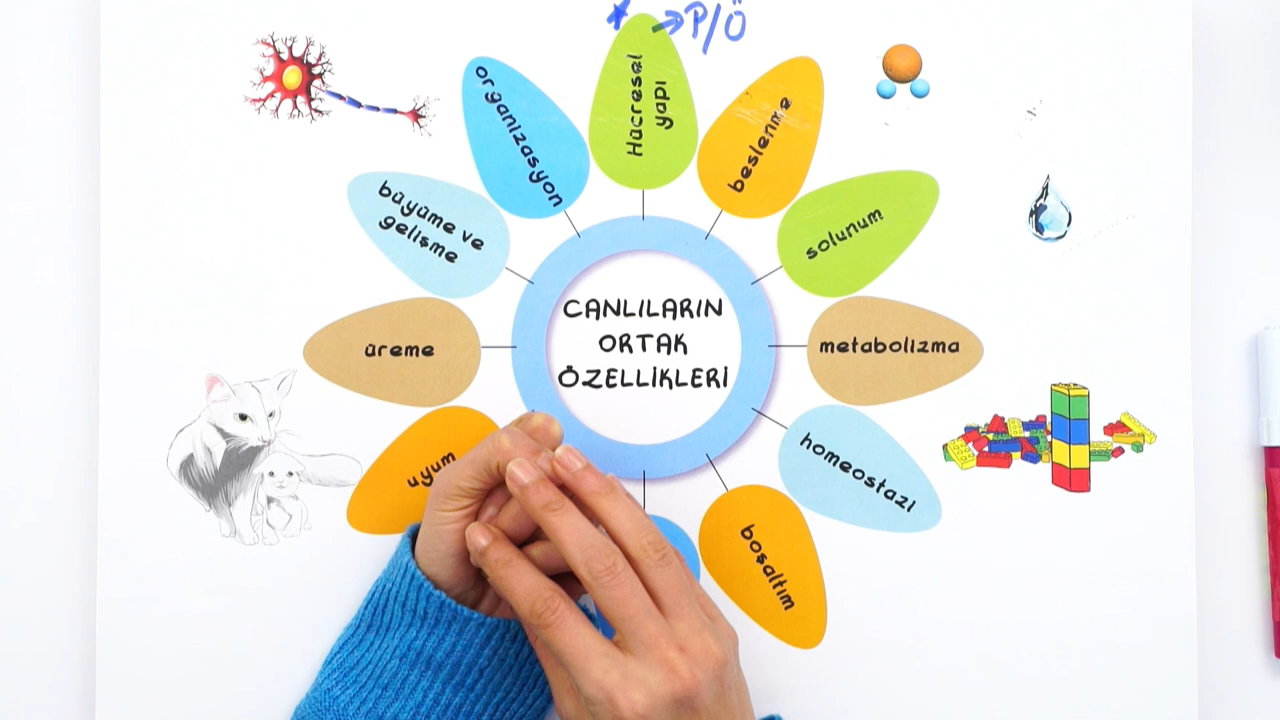 →P/Ö
Hücresel
yapı
beslenme
solunum
metabolizma
homeostazi
boşaltım
uyum
üreme
büyüme ve
gelişme
organizasyon
CANLILARIN
ORTAK
ÖZELLİKLERİ